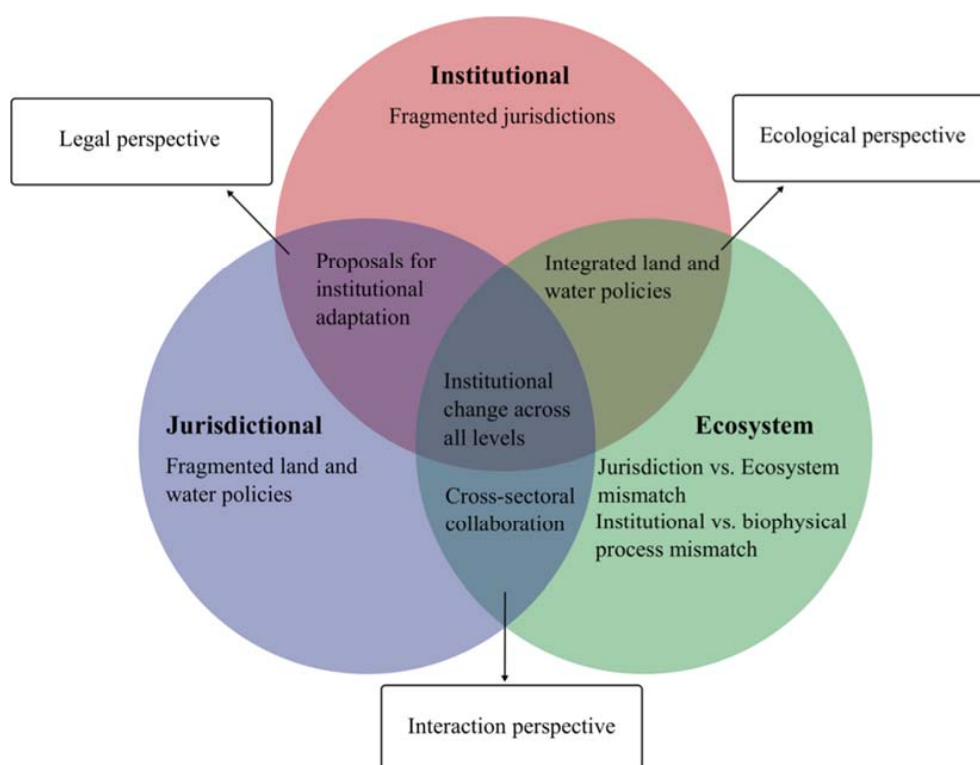 Institutional
Fragmented jurisdictions
Legal perspective
Ecological perspective
Proposals for
institutional
adaptation
Integrated land and
water policies
Institutional
change across
all levels
Jurisdictional
Fragmented land and
water policies
Ecosystem
Jurisdiction vs. Ecosystem
mismatch
Institutional vs. biophysical
process mismatch
Cross-sectoral
collaboration
Interaction perspective